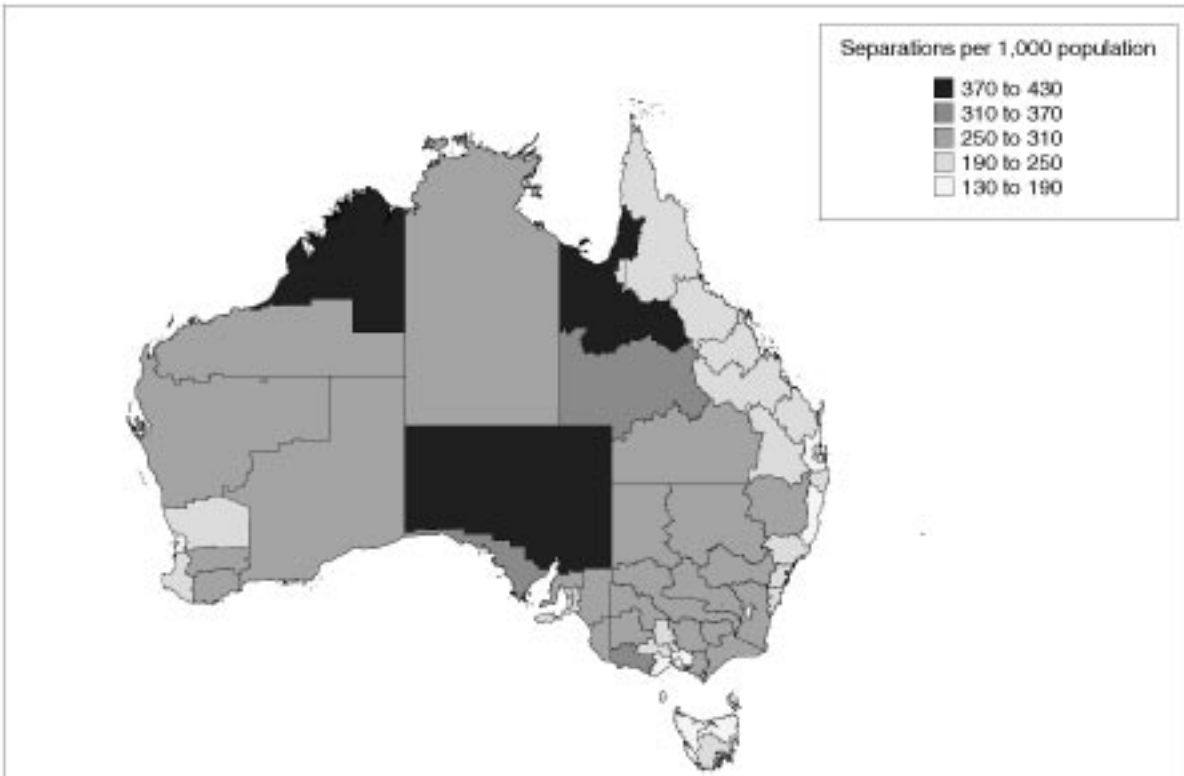 Separations per 1,000 population
370 to 430
310 to 370
250 to 310
190 to 250
130 to 190